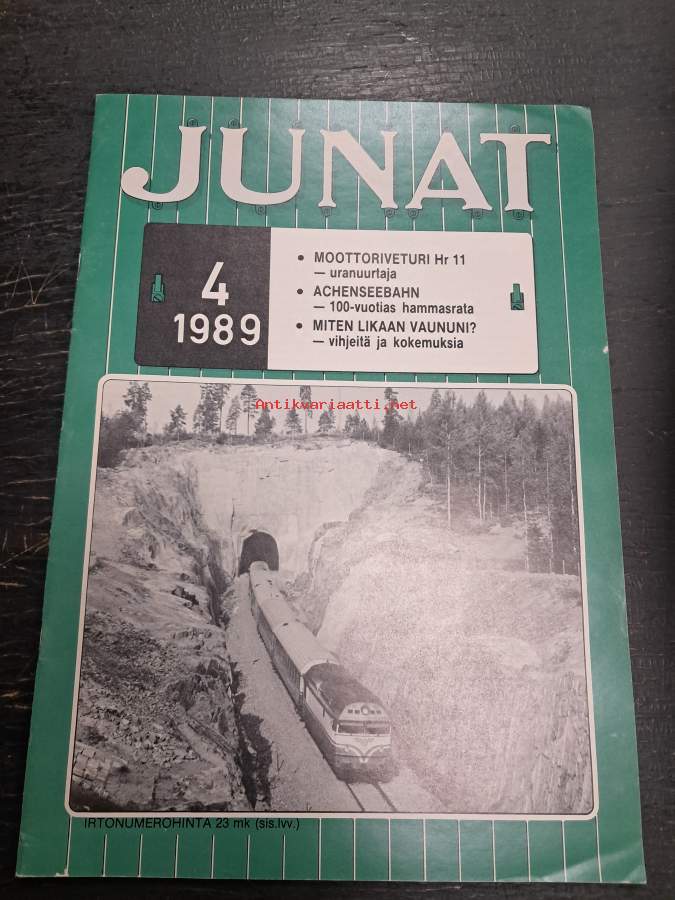 JUNAT
4
1989
• MOOTTORIVETURI Hr 11
— uranuurtaja
• ACHENSEEBAHN
— 100-vuotias hammasrata
• MITEN LIKAAN VAUNUNI?
— vihjeitä ja kokemuksia
Antikvariaatti.net
IRTONUMEROHINTA 23 mk (sis.lvv.)